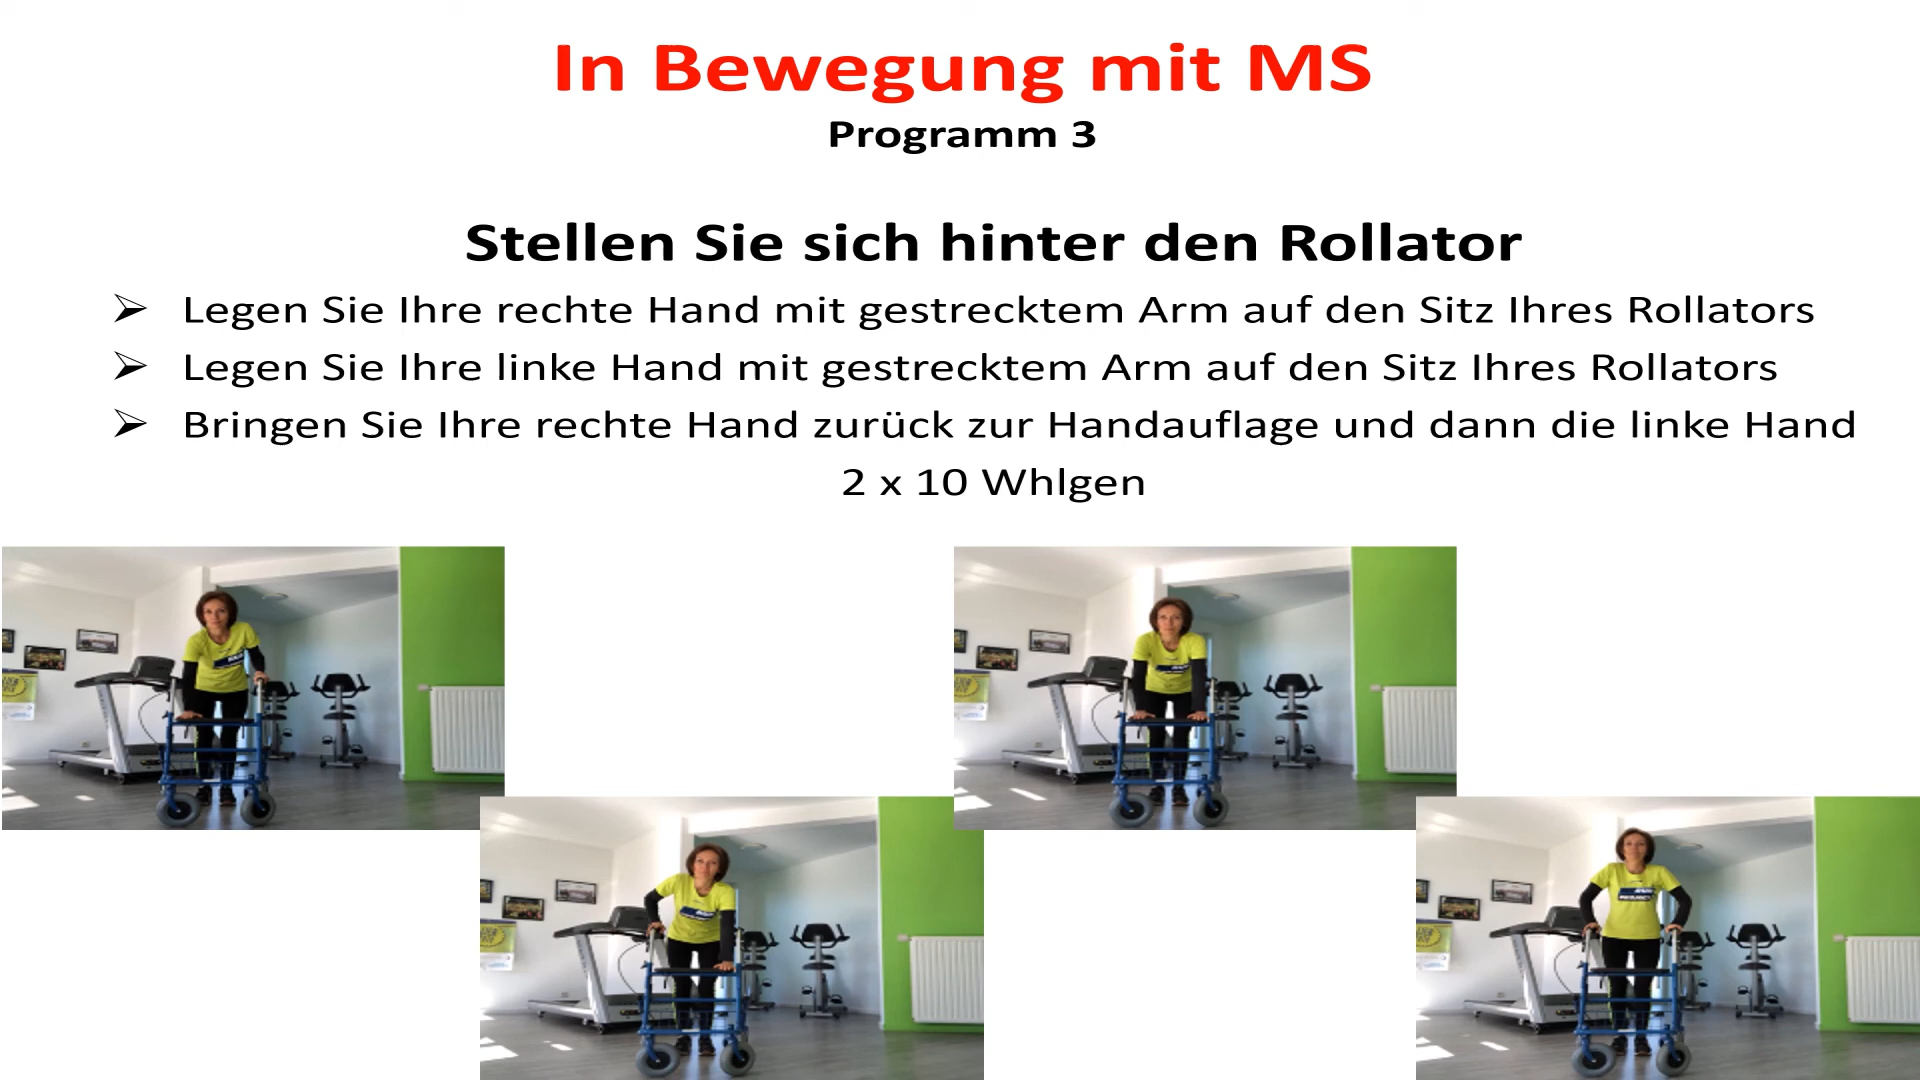 In Bewegung mit MS
Programm 3
Stellen Sie sich hinter den Rollator
➢ Legen Sie Ihre rechte Hand mit gestrecktem Arm auf den Sitz Ihres Rollators
➢ Legen Sie Ihre linke Hand mit gestrecktem Arm auf den Sitz Ihres Rollators
➢ Bringen Sie Ihre rechte Hand zurück zur Handauflage und dann die linke Hand
2 x 10 Whlgen